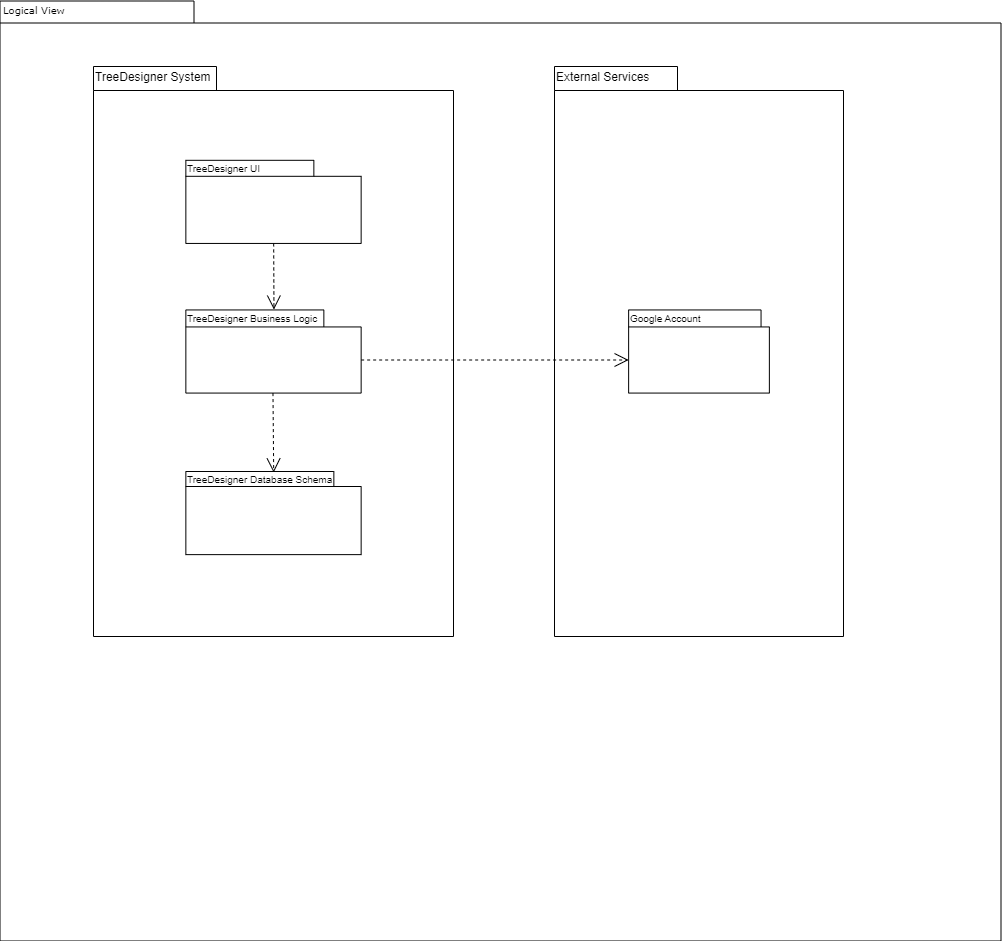 Logical View
TreeDesigner System
External Services
TreeDesigner UI
TreeDesigner Business Logic
Google Account
TreeDesigner Database Schema